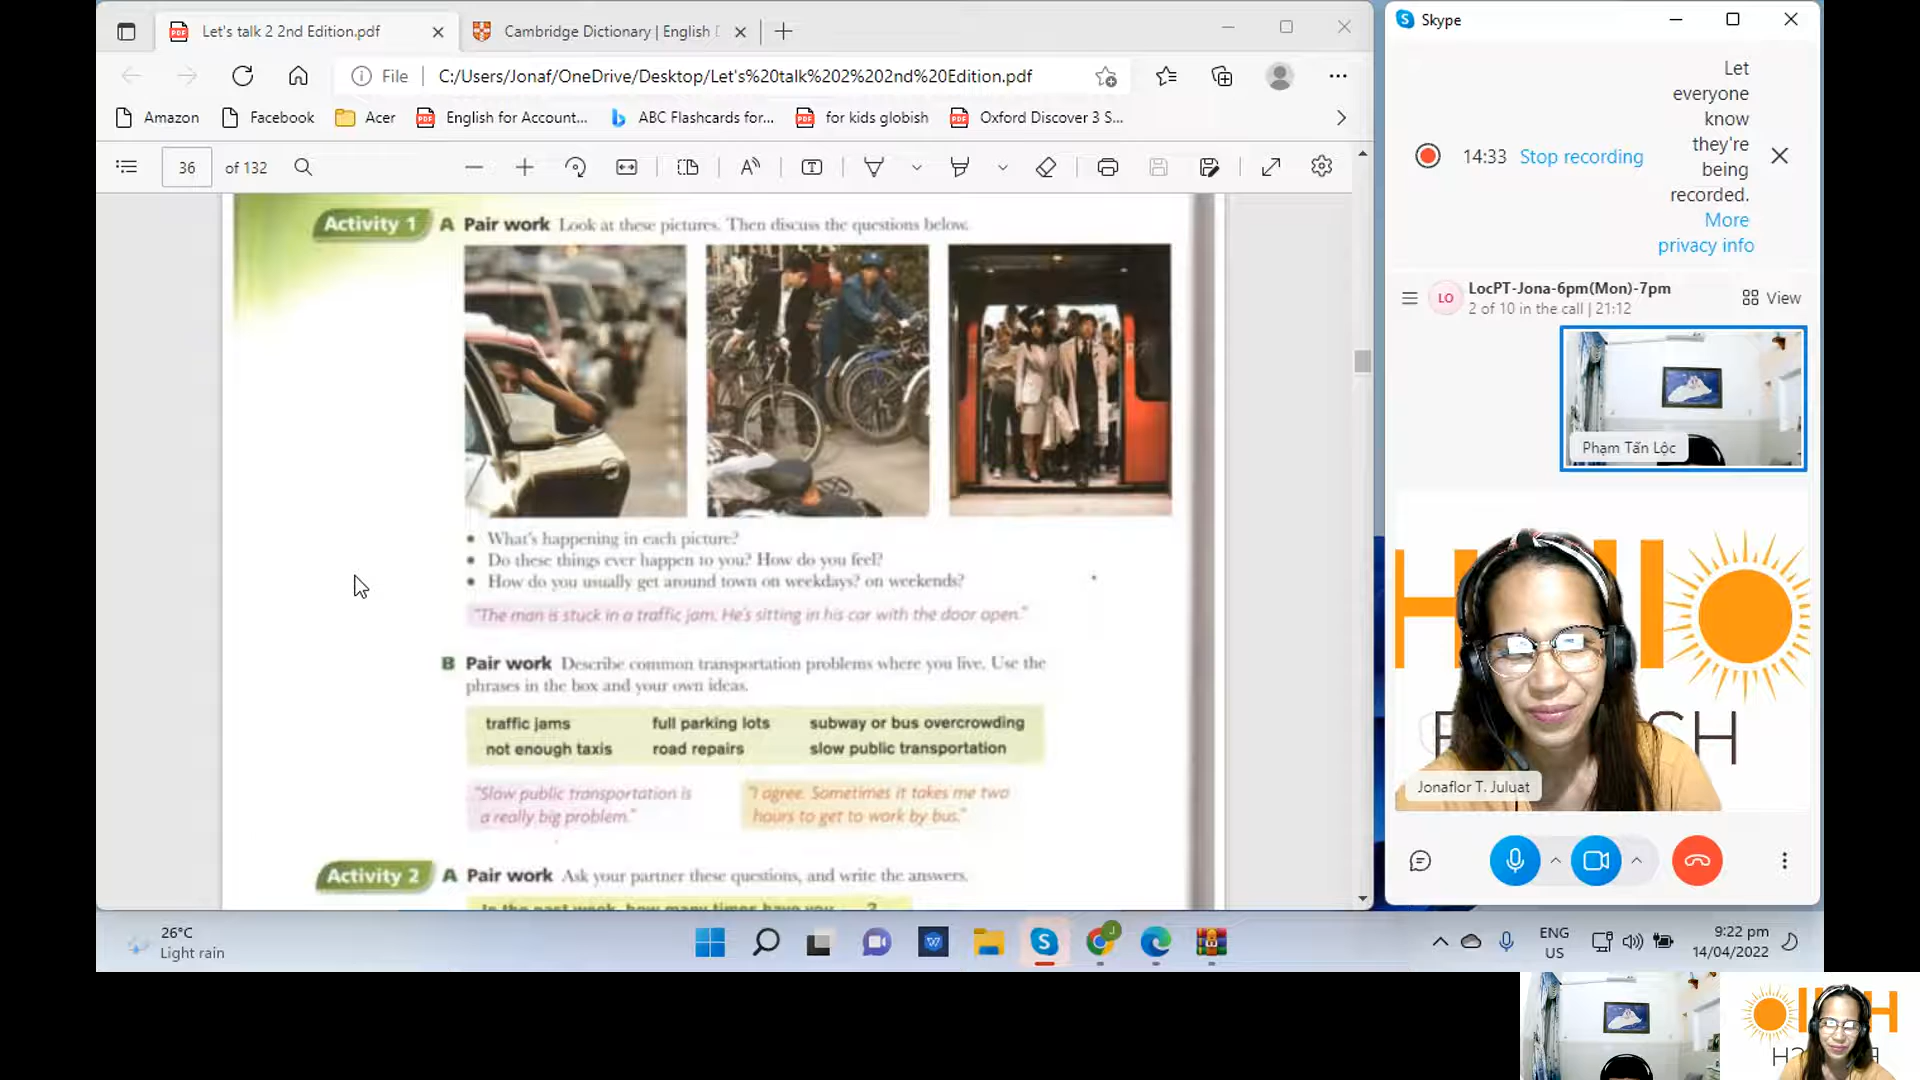 Let's talk 2 2nd Edition.pdf
Cambridge Dictionary | English
File
C:/Users/Jonaf/OneDrive/Desktop/Let's%20talk%202%202nd%20Edition.pdf
Amazon
Facebook
Acer
English for Account...
ABC Flashcards for...
for kids globish
Oxford Discover 3 S...
36 of 132
Activity 1 A Pair work Look at these pictures. Then discuss the questions below.
• What's happening in each picture?
• Do these things ever happen to you? How do you feel?
• How do you usually get around town on weekdays? on weekends?
"The man is stuck in a traffic jam. He's sitting in his car with the door open."
B Pair work Describe common transportation problems where you live. Use the
phrases in the box and your own ideas.
traffic jams full parking lots subway or bus overcrowding
not enough taxis road repairs slow public transportation
"Slow public transportation is
a really big problem."
"I agree. Sometimes it takes me two
hours to get to work by bus."
Activity 2 A Pair work Ask your partner these questions, and write the answers.
In the past week, how many times have you ?
Skype
14:33 Stop recording
Let
everyone
know
they're
being
recorded.
More
privacy info
LO
LocPT-Jona-6pm(Mon)-7pm
2 of 10 in the call | 21:12
View
Phạm Tấn Lộc
Jonaflor T. Juluat
26°C
Light rain
ENG
US
9:22 pm
14/04/2022